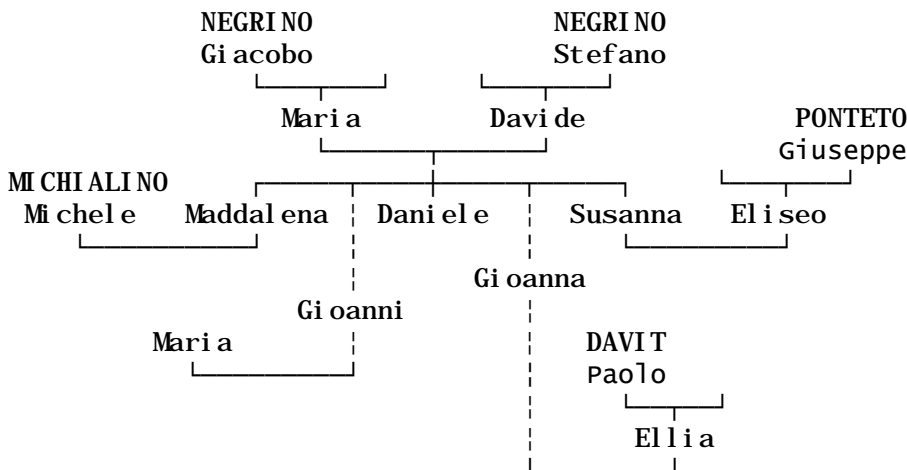 NEGRINO NEGRINO
Giacobo Stefano
Maria Davide PONTETO
Giuseppe
MICHIALINO
Michele Maddalena Daniele Susanna Eliseo
Gioanna
Gioanni
Maria DAVIT
Paolo
Ellia